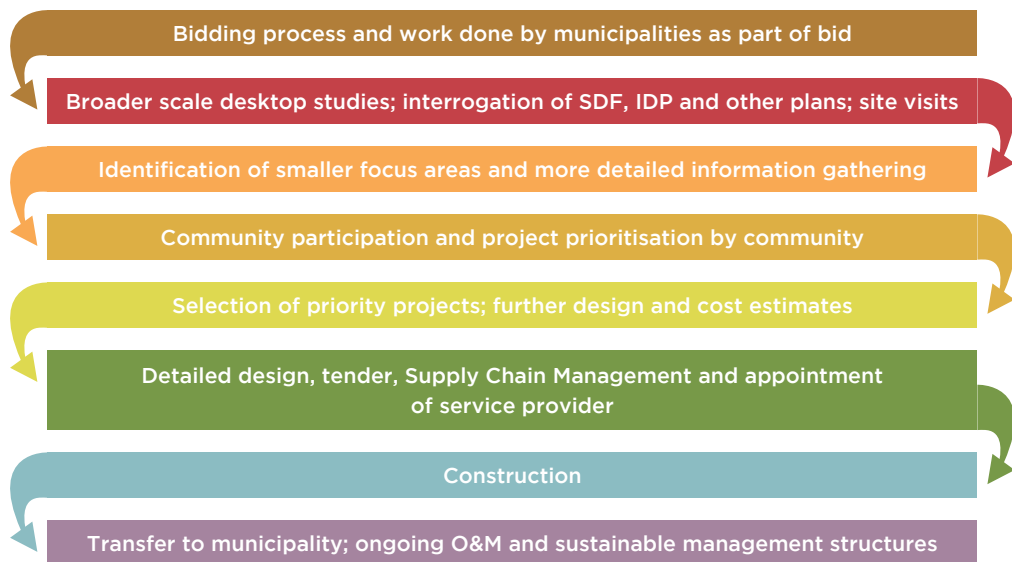 Bidding process and work done by municipalities as part of bid
Broader scale desktop studies; interrogation of SDF, IDP and other plans; site visits
Identification of smaller focus areas and more detailed information gathering
Community participation and project prioritisation by community
Selection of priority projects; further design and cost estimates
Detailed design, tender, Supply Chain Management and appointment
of service provider
Construction
Transfer to municipality; ongoing O&M and sustainable management structures